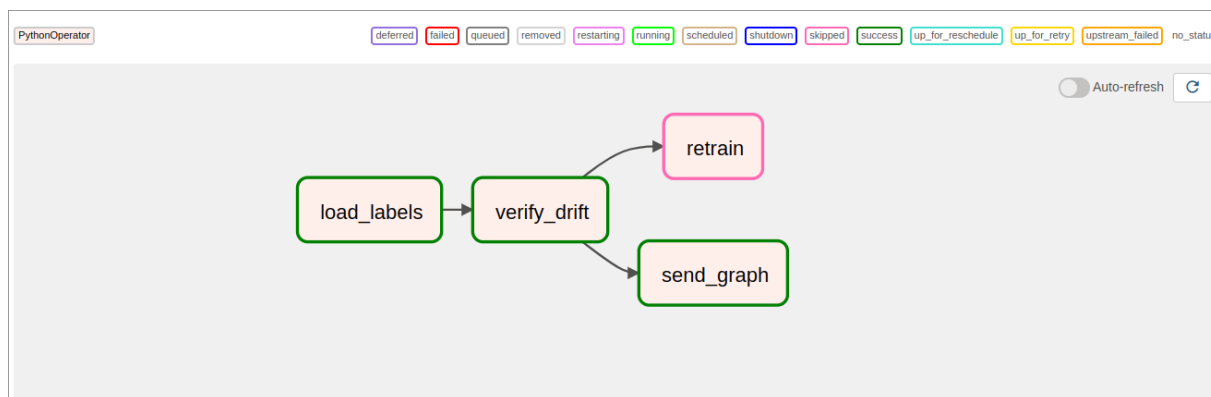 PythonOperator deferred failed queued removed restarting running scheduled shutdown skipped success up_for_reschedule up_for_retry upstream_failed no_statu
Auto-refresh
retrain
load_labels verify_drift
send_graph